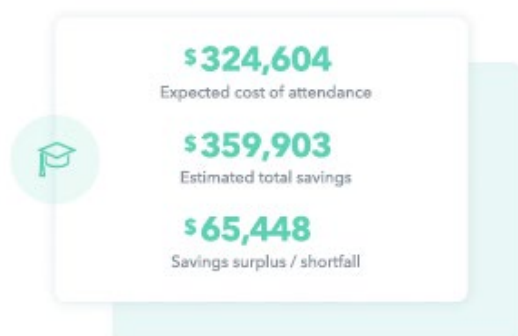 $324,604
Expected cost of attendance
$359,903
Estimated total savings
$65,448
Savings surplus / shortfall